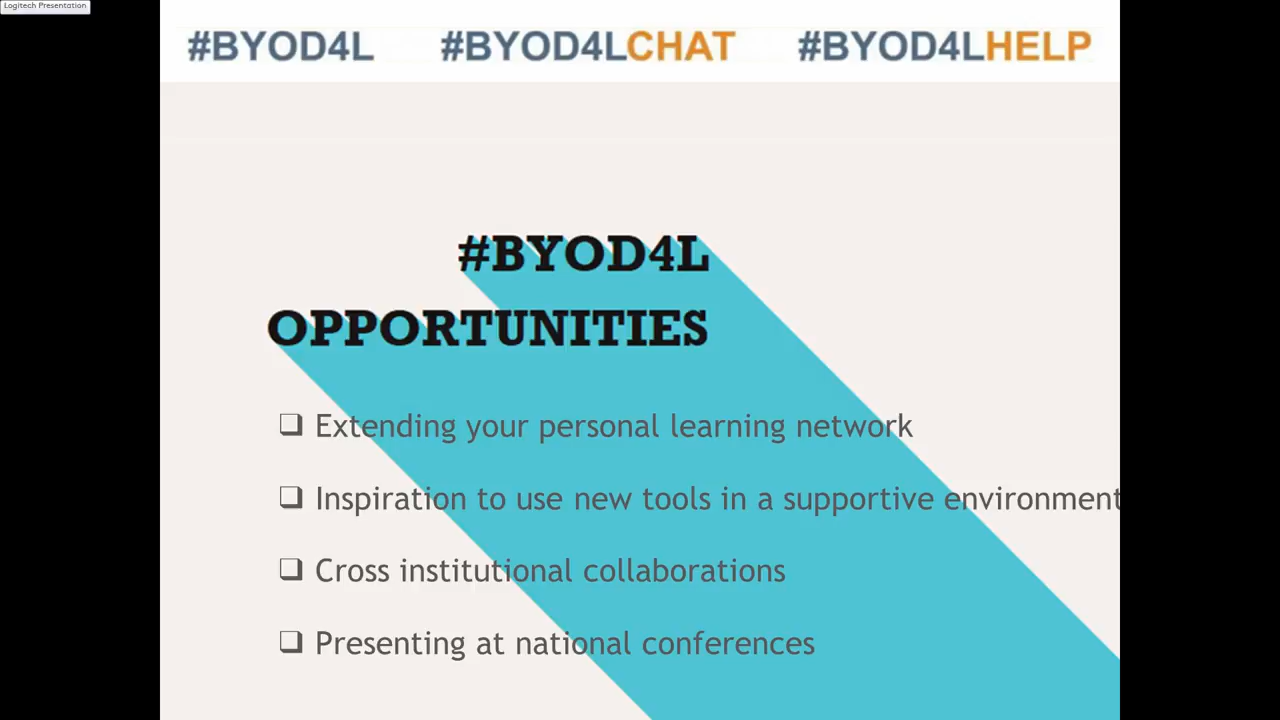 Logitech Presentation
#BYOD4L #BYOD4LCHAT #BYOD4LHELP
#BYOD4L
OPPORTUNITIES
Extending your personal learning network
Inspiration to use new tools in a supportive environment
Cross institutional collaborations
Presenting at national conferences